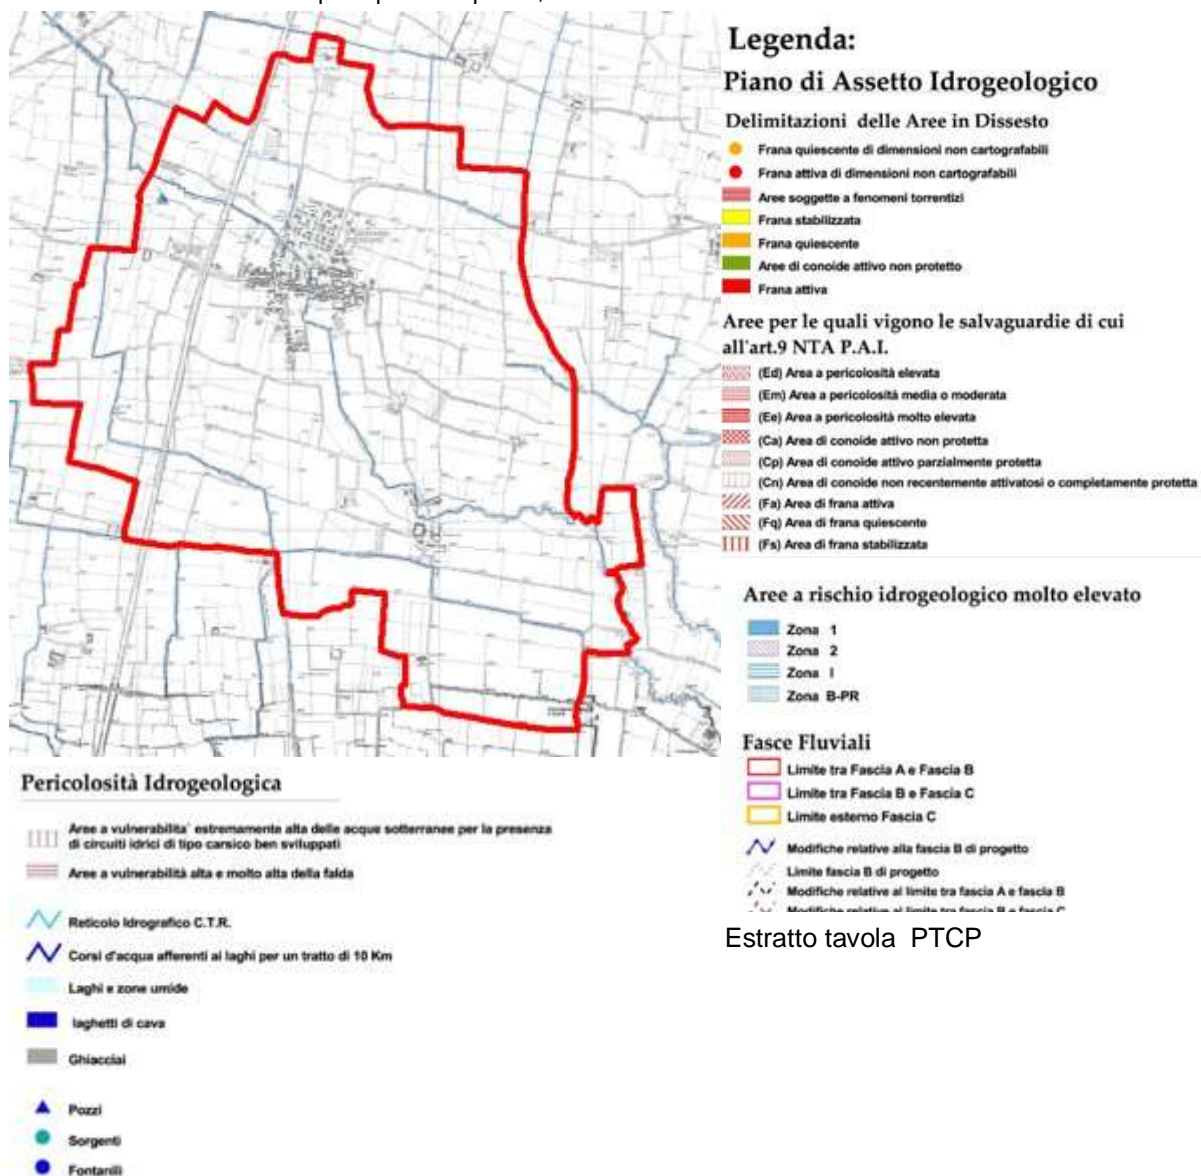 Legenda:
Piano di Assetto Idrogeologico
Delimitazioni delle Aree in Dissesto
Frana quiescente di dimensioni non cartografabili
Frana attiva di dimensioni non cartografabili
Aree soggette a fenomeni torrentizi
Frana stabilizzata
Frana quiescente
Aree di conoide attivo non protetto
Frana attiva
Aree per le quali vigono le salvaguardie di cui
all'art.9 NTA P.A.I.
(Ed) Area a pericolosità elevata
(Em) Area a pericolosità media o moderata
(Ee) Area a pericolosità molto elevata
(Ca) Area di conoide attivo non protetta
(Cp) Area di conoide attivo parzialmente protetta
(Cn) Area di conoide non recentemente attivatosi o completamente protetta
(Fa) Area di frana attiva
(Fq) Area di frana quiescente
(Fs) Area di frana stabilizzata
Aree a rischio idrogeologico molto elevato
Zona 1
Zona 2
Zona I
Zona B-PR
Fasce Fluviali
Limite tra Fascia A e Fascia B
Limite tra Fascia B e Fascia C
Limite esterno Fascia C
Modifiche relative alla fascia B di progetto
Limite fascia B di progetto
Modifiche relative al limite tra fascia A e fascia B
Modifiche relative al limite tra fascia B e fascia C
Estratto tavola PTCP
Pericolosità Idrogeologica
Aree a vulnerabilita' estremamente alta delle acque sotterranee per la presenza
di circuiti idrici di tipo carsico ben sviluppati
Aree a vulnerabilità alta e molto alta della falda
Reticolo Idrografico C.T.R.
Corsi d'acqua afferenti ai laghi per un tratto di 10 Km
Laghi e zone umide
laghetti di cava
Ghiacciai
Pozzi
Sorgenti
Fontanili